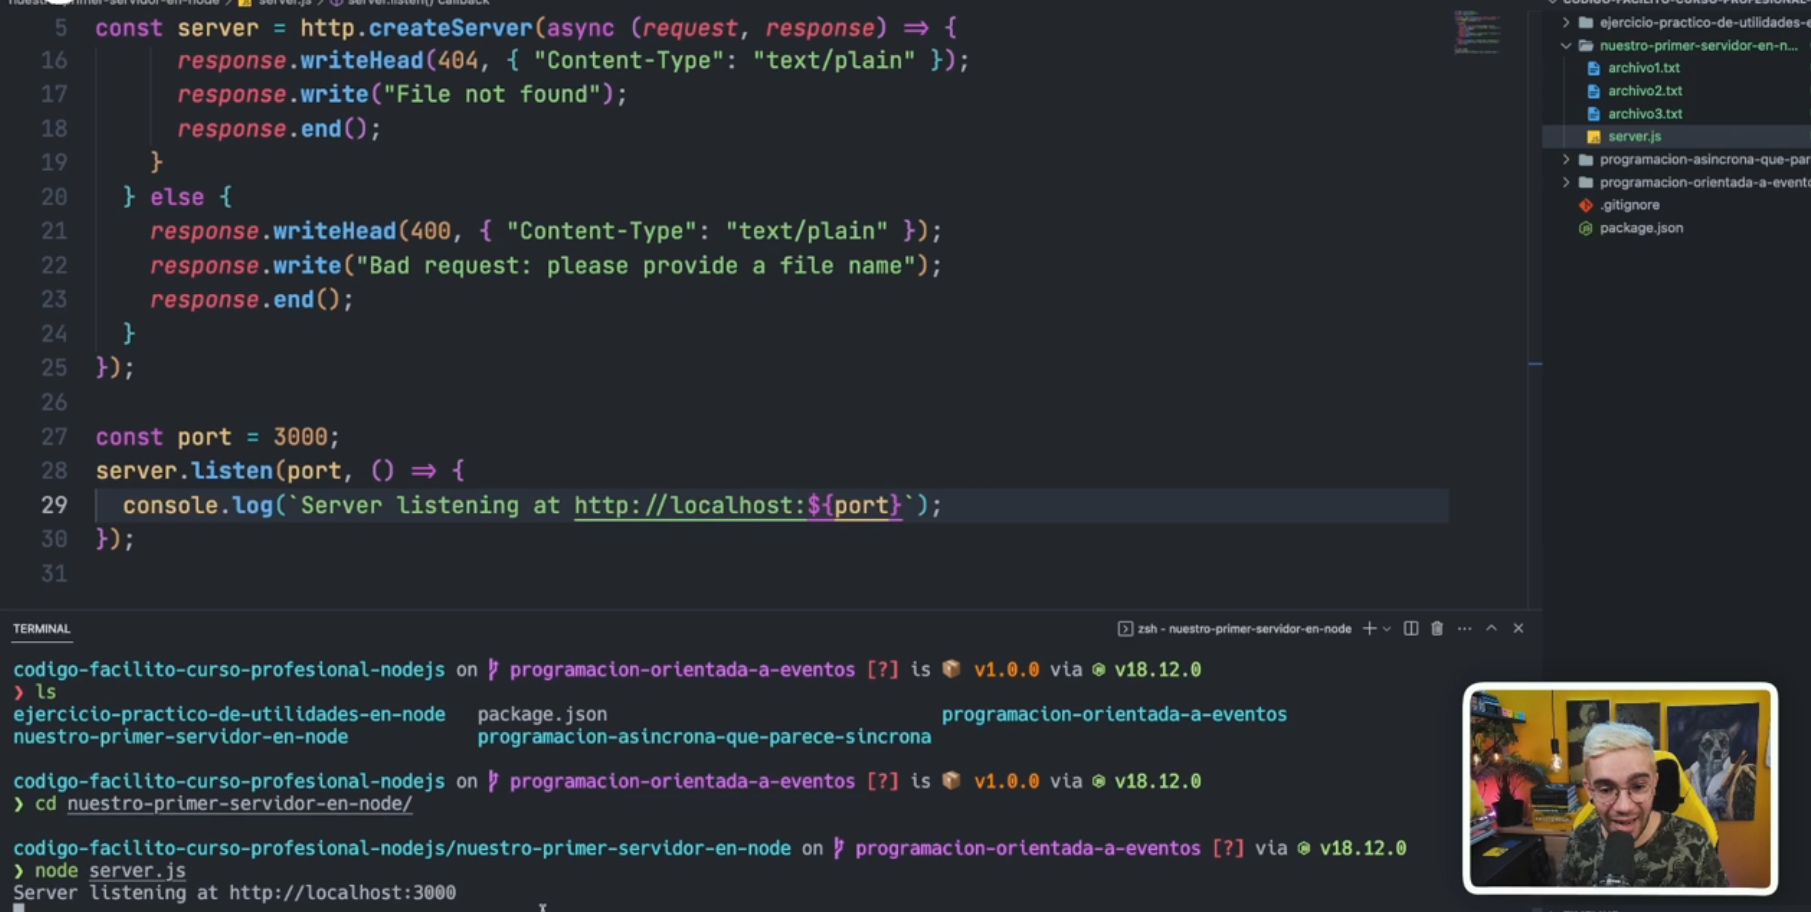 nuestro-primer-servidor-en-node > server.js > server.listen() callback
5 const server = http.createServer(async (request, response) => {
16 response.writeHead(404, { "Content-Type": "text/plain" });
17 response.write("File not found");
18 response.end();
19 }
20 } else {
21 response.writeHead(400, { "Content-Type": "text/plain" });
22 response.write("Bad request: please provide a file name");
23 response.end();
24 }
25 });
26
27 const port = 3000;
28 server.listen(port, () => {
29 console.log(`Server listening at http://localhost:${port}`);
30 });
31
CODIGO-FACILITO-CURSO-PROFESIONAL-
ejercicio-practico-de-utilidades-e
nuestro-primer-servidor-en-n...
archivo1.txt
archivo2.txt
archivo3.txt
server.js
programacion-asincrona-que-par
programacion-orientada-a-evento
.gitignore
package.json
TERMINAL
zsh - nuestro-primer-servidor-en-node
codigo-facilito-curso-profesional-nodejs on programacion-orientada-a-eventos [?] is v1.0.0 via v18.12.0
❯ ls
ejercicio-practico-de-utilidades-en-node package.json programacion-orientada-a-eventos
nuestro-primer-servidor-en-node programacion-asincrona-que-parece-sincrona
codigo-facilito-curso-profesional-nodejs on programacion-orientada-a-eventos [?] is v1.0.0 via v18.12.0
❯ cd nuestro-primer-servidor-en-node/
codigo-facilito-curso-profesional-nodejs/nuestro-primer-servidor-en-node on programacion-orientada-a-eventos [?] via v18.12.0
❯ node server.js
Server listening at http://localhost:3000